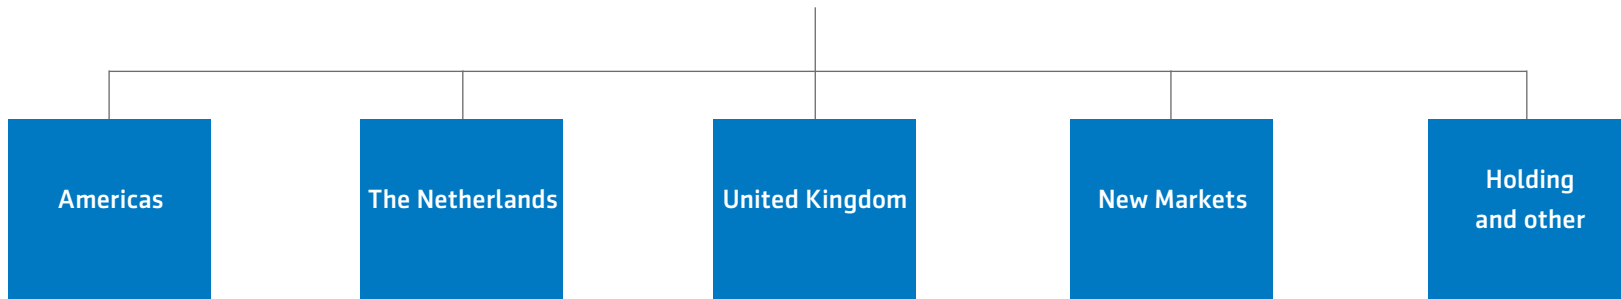 Americas
The Netherlands
United Kingdom
New Markets
Holding
and other